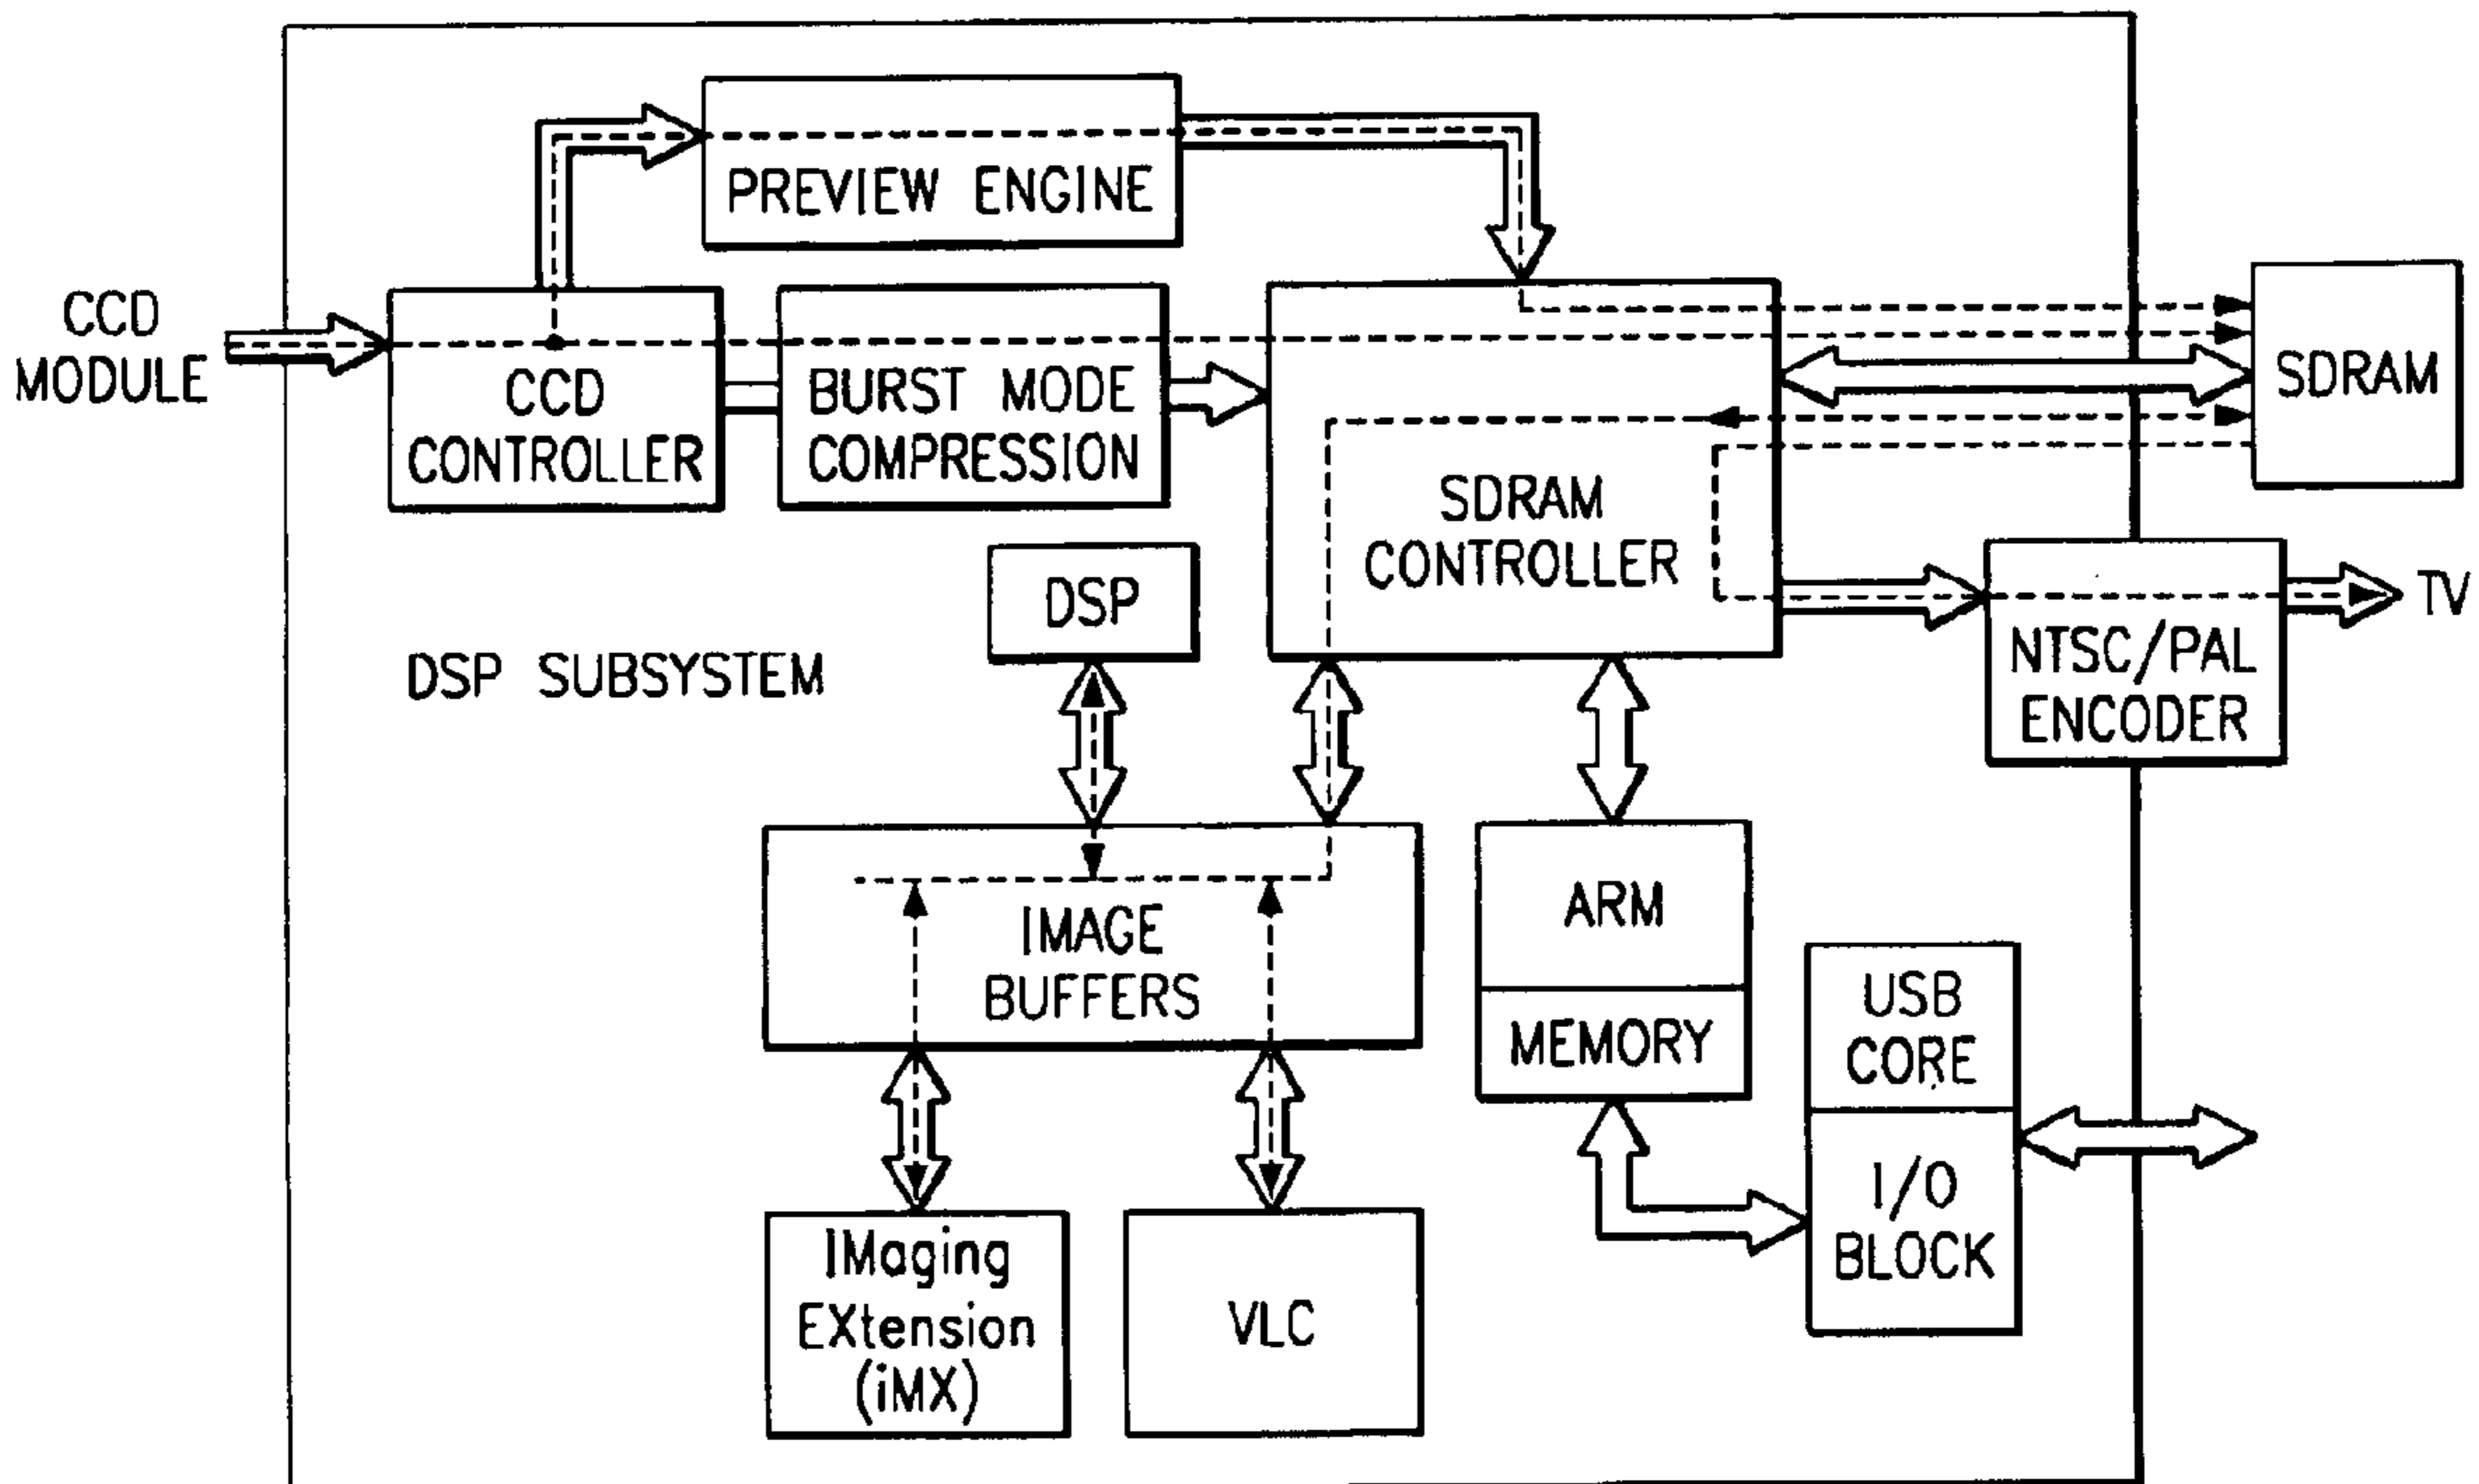 PREVIEW ENGINE
CCD
MODULE
CCD
CONTROLLER
BURST MODE
COMPRESSION
SDRAM
CONTROLLER
SDRAM
DSP
DSP SUBSYSTEM
NTSC/PAL
ENCODER
TV
IMAGE
BUFFERS
ARM
MEMORY
USB
CORE
I/O
BLOCK
IMaging
EXtension
(iMX)
VLC